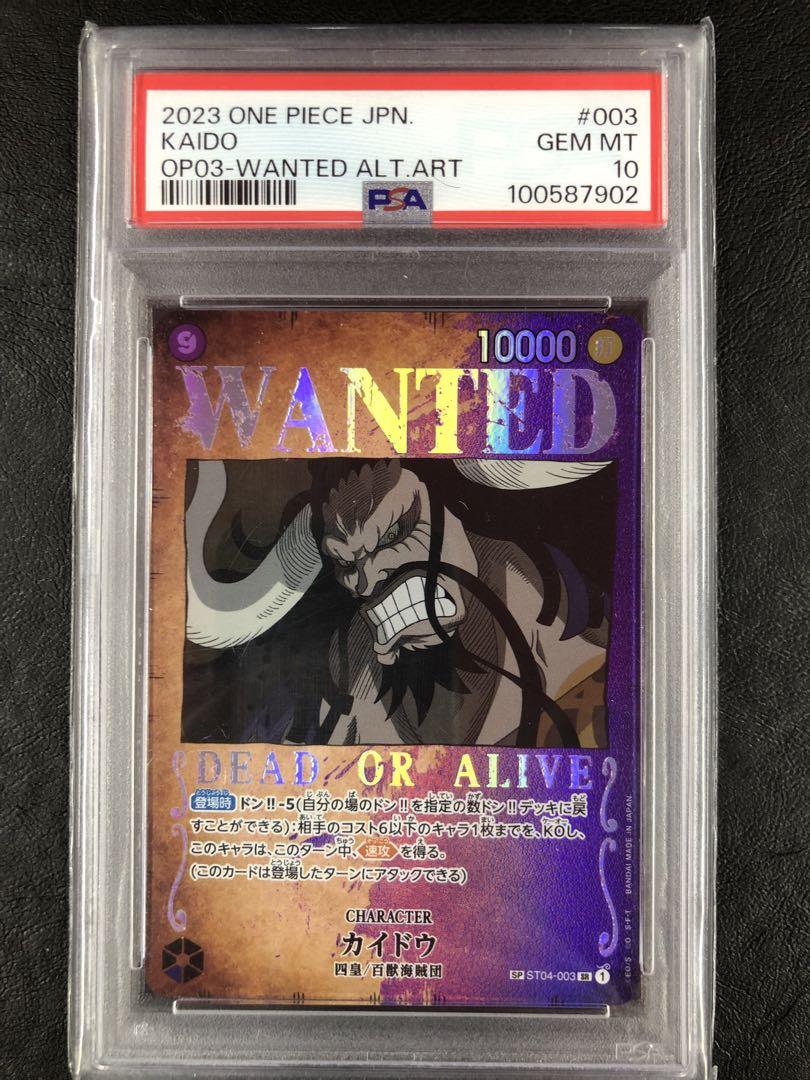 2023 ONE PIECE JPN. #003
KAIDO GEM MT
OP03-WANTED ALT.ART 10
PSA 100587902
9 10000 打
WANTED
DEAD OR ALIVE
登場時 ドン!!-5(自分の場のドン!!を指定の数ドン!!デッキに戻
すことができる):相手のコスト6以下のキャラ1枚までを、KOし、
このキャラは、このターン中、速攻 を得る。
(このカードは登場したターンにアタックできる)
CHARACTER
カイドウ
四皇/百獣海賊団
SP ST04-003 SR 1
BANDAI MADE IN JAPAN
PSA